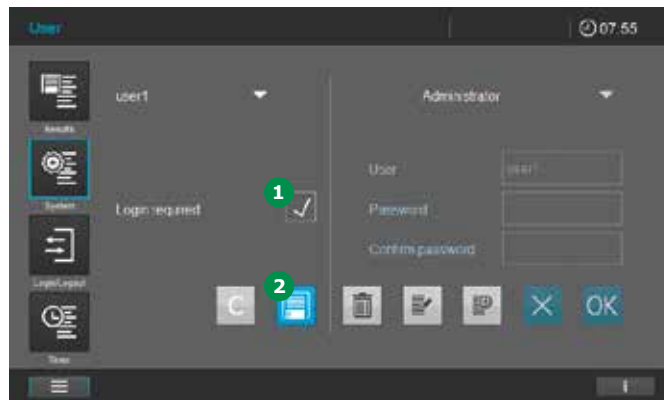 User
07:55
Results
System
Login/Logout
Timer
user1
Login required
1
2
C
Administrator
User
user1
Password
Confirm password
OK
i